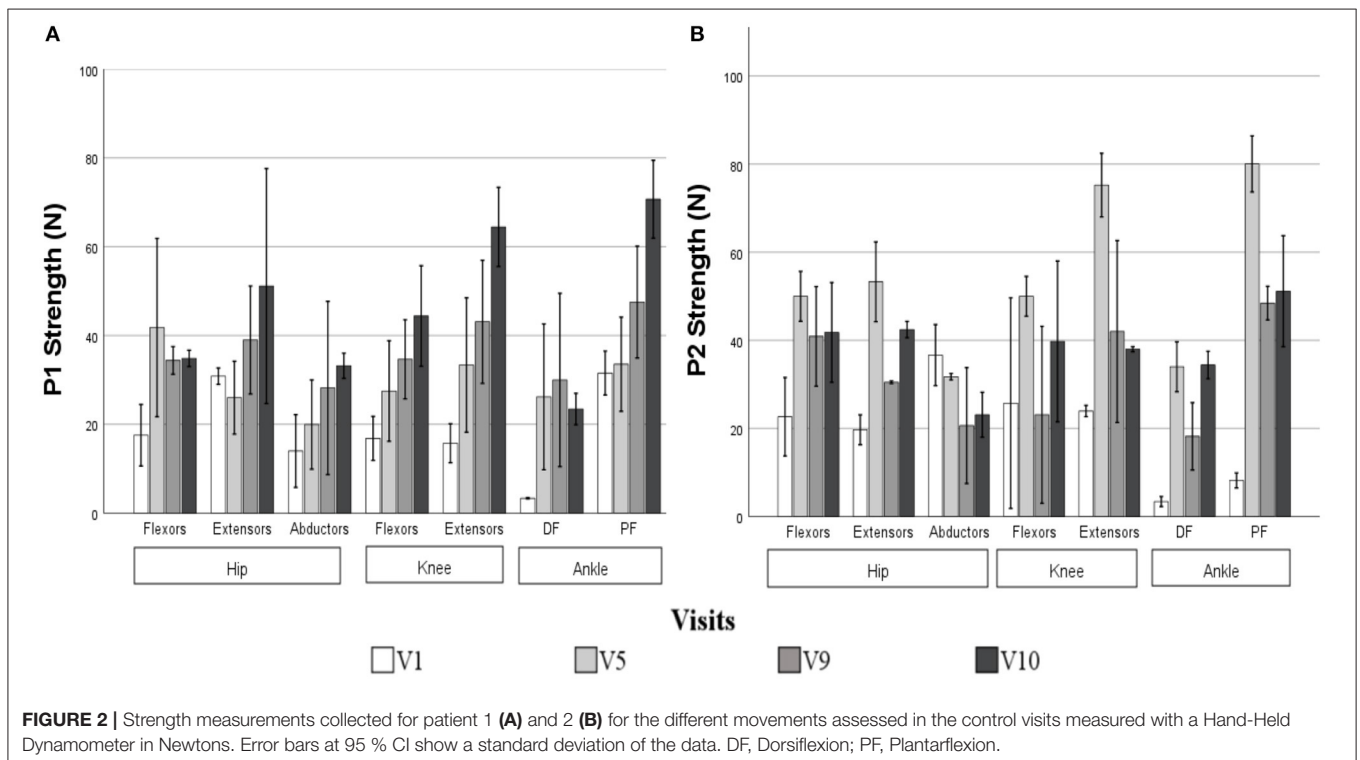 A
B
P1 Strength (N)
100
80
60
40
20
0
Flexors Extensors Abductors Flexors Extensors DF PF
Hip Knee Ankle
P2 Strength (N)
100
80
60
40
20
0
Flexors Extensors Abductors Flexors Extensors DF PF
Hip Knee Ankle
Visits
V1 V5 V9 V10
FIGURE 2 | Strength measurements collected for patient 1 (A) and 2 (B) for the different movements assessed in the control visits measured with a Hand-Held
Dynamometer in Newtons. Error bars at 95 % CI show a standard deviation of the data. DF, Dorsiflexion; PF, Plantarflexion.